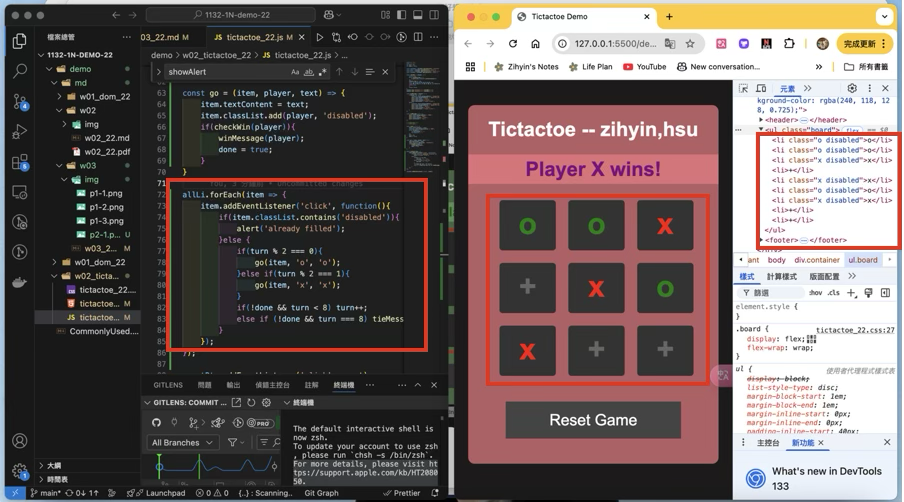 1132-1N-demo-22
檔案總管
03_22.md M
tictactoe_22.js M
1132-1N-DEMO-22
demo
md
w01_dom_22
w02
img
w02_22.md
w02_22.pdf
w03
img
p1-1.png
p1-2.png
p1-3.png
p2-1.p... U
w03_2... M
w01_dom_22
w02_ticta...
tictactoe_22....
tictactoe...
tictactoe... M
CommonlyUsed....
大綱
時間表
demo > w02_tictactoe_22 > JS tictactoe_22.js > ...
showAlert
63 const go = (item, player, text) => {
64 item.textContent = text;
65 item.classList.add(player, 'disabled');
66 if(checkWin(player)){
67 winMessage(player);
68 done = true;
69 }
70 }
71
72 allLi.forEach(item => {
73 item.addEventListener('click', function(){
74 if(item.classList.contains('disabled')){
75 alert('already filled');
76 }else {
77 if(turn % 2 === 0){
78 go(item, 'o', 'o');
79 }else if(turn % 2 === 1){
80 go(item, 'x', 'x');
81 }
82 if(!done && turn < 8) turn++;
83 else if (!done && turn === 8) tieMess
84 }
85 });
86 });
87
GITLENS
問題
輸出
偵錯主控台
註解
終端機
GITLENS: COMMIT ...
PRO
All Branches
終端機
The default interactive shell is
now zsh.
To update your account to use zsh
, please run `chsh -s /bin/zsh`.
For more details, please visit ht
tps://support.apple.com/kb/HT2080
50.
main*
0↓ 1↑
Launchpad
0 0
{..} : Scanning..
Git Graph
Prettier
Tictactoe Demo
127.0.0.1:5500/de...
完成更新
Zihyin's Notes
Life Plan
YouTube
New conversation...
所有書籤
Tictactoe -- zihyin,hsu
Player X wins!
o o x
+ x o
x + +
Reset Game
元素
kground-color: rgba(240, 118, 12
8, 0.725);">
<header> </header>
<ul class="board"> flex == $0
<li class="o disabled">o</li>
<li class="o disabled">o</li>
<li class="x disabled">x</li>
<li>+</li>
<li class="x disabled">x</li>
<li class="o disabled">o</li>
<li class="x disabled">x</li>
<li>+</li>
<li>+</li>
</ul>
<footer> </footer>
ant body div.container ul.board
樣式 計算樣式 版面配置
篩選 :hov .cls
element.style {
}
.board { tictactoe_22.css:27
display: flex;
flex-wrap: wrap;
}
ul { 使用者代理程式樣式表
display: block;
list-style-type: disc;
margin-block-start: 1em;
margin-block-end: 1em;
margin-inline-start: 0px;
margin-inline-end: 0px;
padding-inline-start: 40px;
主控台 新功能
What's new in DevTools
133